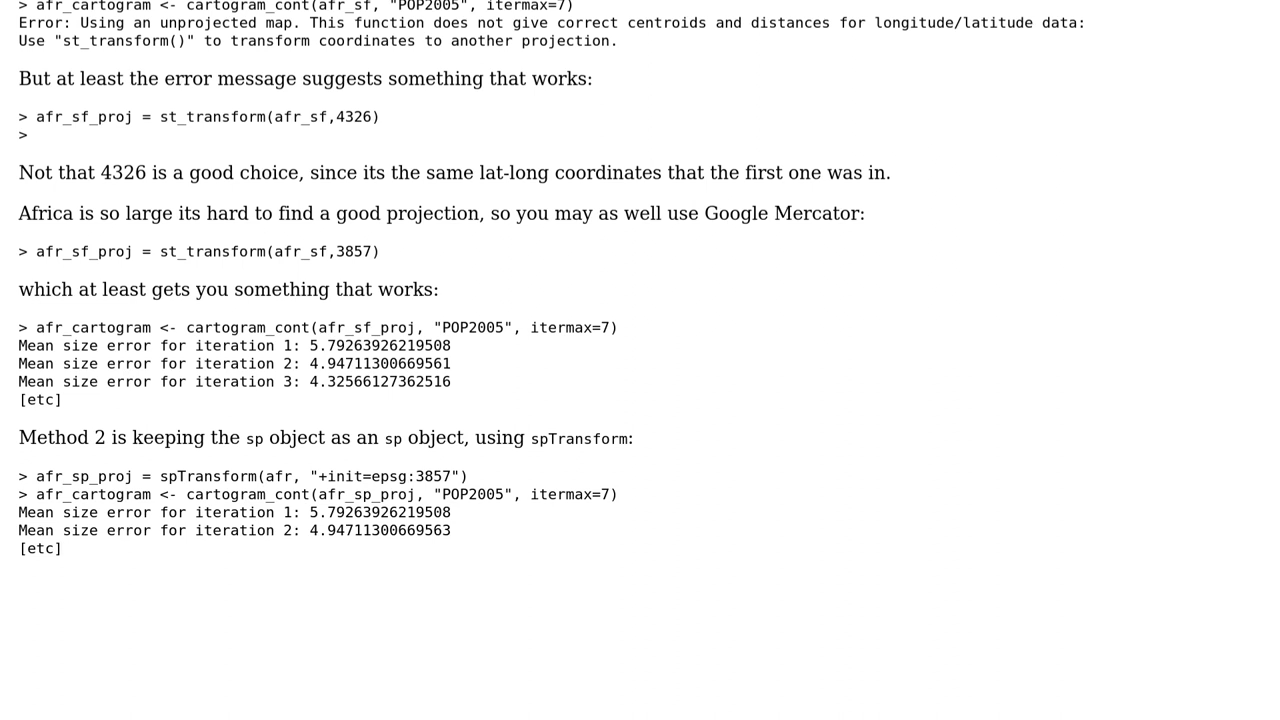 > afr_cartogram <- cartogram_cont(afr_sf, "POP2005", itermax=7)
Error: Using an unprojected map. This function does not give correct centroids and distances for longitude/latitude data:
Use "st_transform()" to transform coordinates to another projection.
But at least the error message suggests something that works:
> afr_sf_proj = st_transform(afr_sf,4326)
>
Not that 4326 is a good choice, since its the same lat-long coordinates that the first one was in.
Africa is so large its hard to find a good projection, so you may as well use Google Mercator:
> afr_sf_proj = st_transform(afr_sf,3857)
which at least gets you something that works:
> afr_cartogram <- cartogram_cont(afr_sf_proj, "POP2005", itermax=7)
Mean size error for iteration 1: 5.79263926219508
Mean size error for iteration 2: 4.94711300669561
Mean size error for iteration 3: 4.32566127362516
[etc]
Method 2 is keeping the sp object as an sp object, using spTransform:
> afr_sp_proj = spTransform(afr, "+init=epsg:3857")
> afr_cartogram <- cartogram_cont(afr_sp_proj, "POP2005", itermax=7)
Mean size error for iteration 1: 5.79263926219508
Mean size error for iteration 2: 4.94711300669563
[etc]